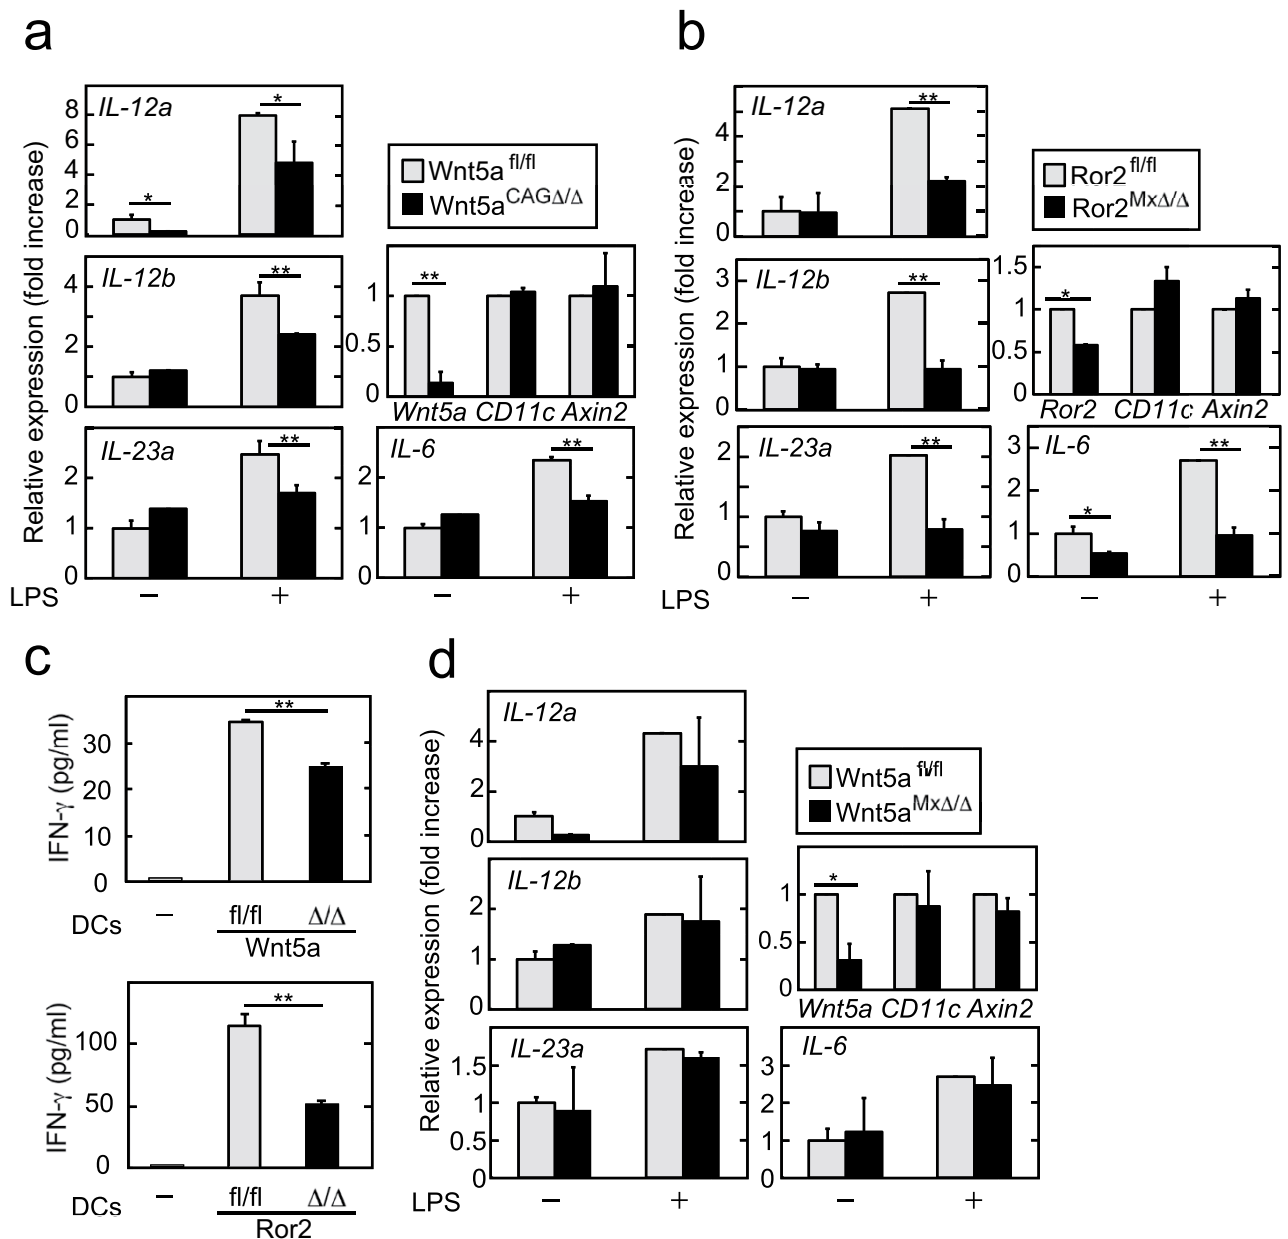 a
Relative expression (fold increase)
IL-12a
8
6
4
2
0
*
*
Wnt5a fl/fl
Wnt5a CAGΔ/Δ
IL-12b
4
2
0
**
1
0.5
0
**
Wnt5a CD11c Axin2
IL-23a
2
1
0
**
IL-6
2
1
0
**
LPS − +
− +
b
Relative expression (fold increase)
IL-12a
4
2
0
**
Ror2 fl/fl
Ror2 MxΔ/Δ
IL-12b
3
2
1
0
**
1.5
1
0.5
0
*
Ror2 CD11c Axin2
IL-23a
2
1
0
**
IL-6
3
2
1
0
*
**
LPS − +
− +
c
IFN-γ (pg/ml)
30
20
10
0
**
DCs − fl/fl Δ/Δ
Wnt5a
IFN-γ (pg/ml)
100
50
0
**
DCs − fl/fl Δ/Δ
Ror2
d
Relative expression (fold increase)
IL-12a
4
2
0
Wnt5a fl/fl
Wnt5a MxΔ/Δ
IL-12b
2
1
0
1
0.5
0
*
Wnt5a CD11c Axin2
IL-23a
1.5
1
0.5
0
IL-6
3
2
1
0
LPS − +
− +